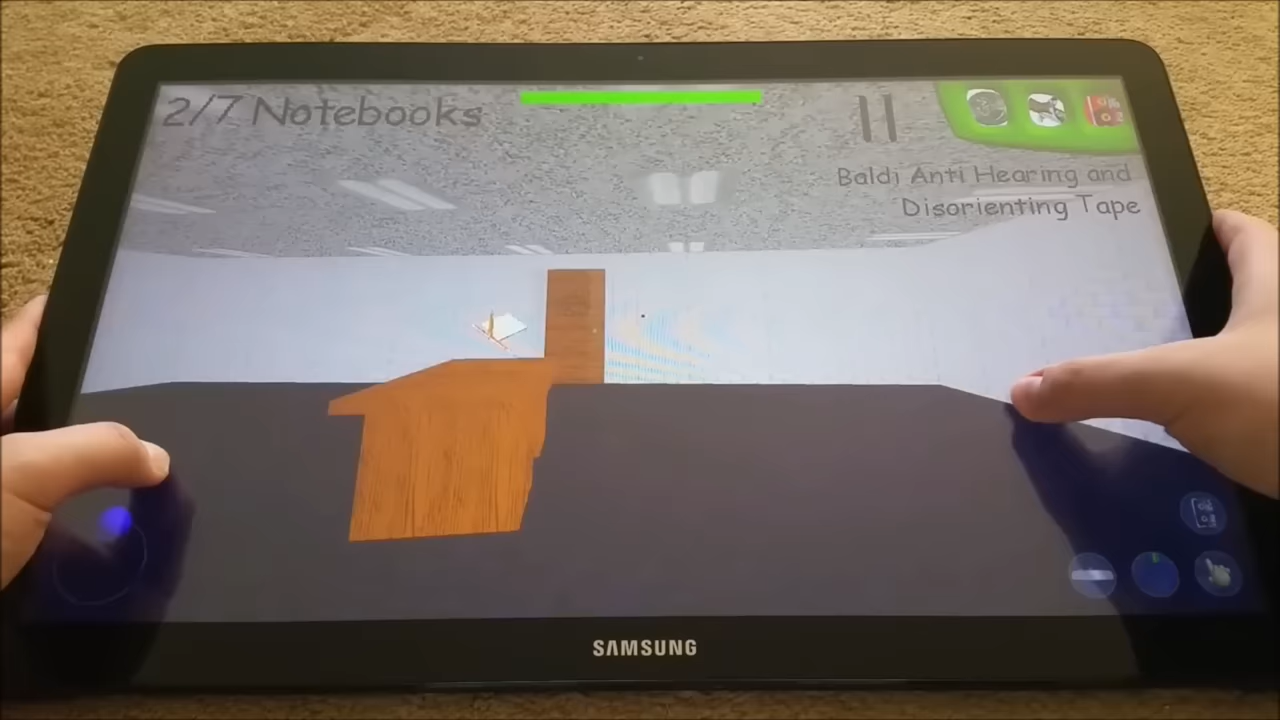 2/7 Notebooks
Baldi Anti Hearing and
Disorienting Tape
SAMSUNG